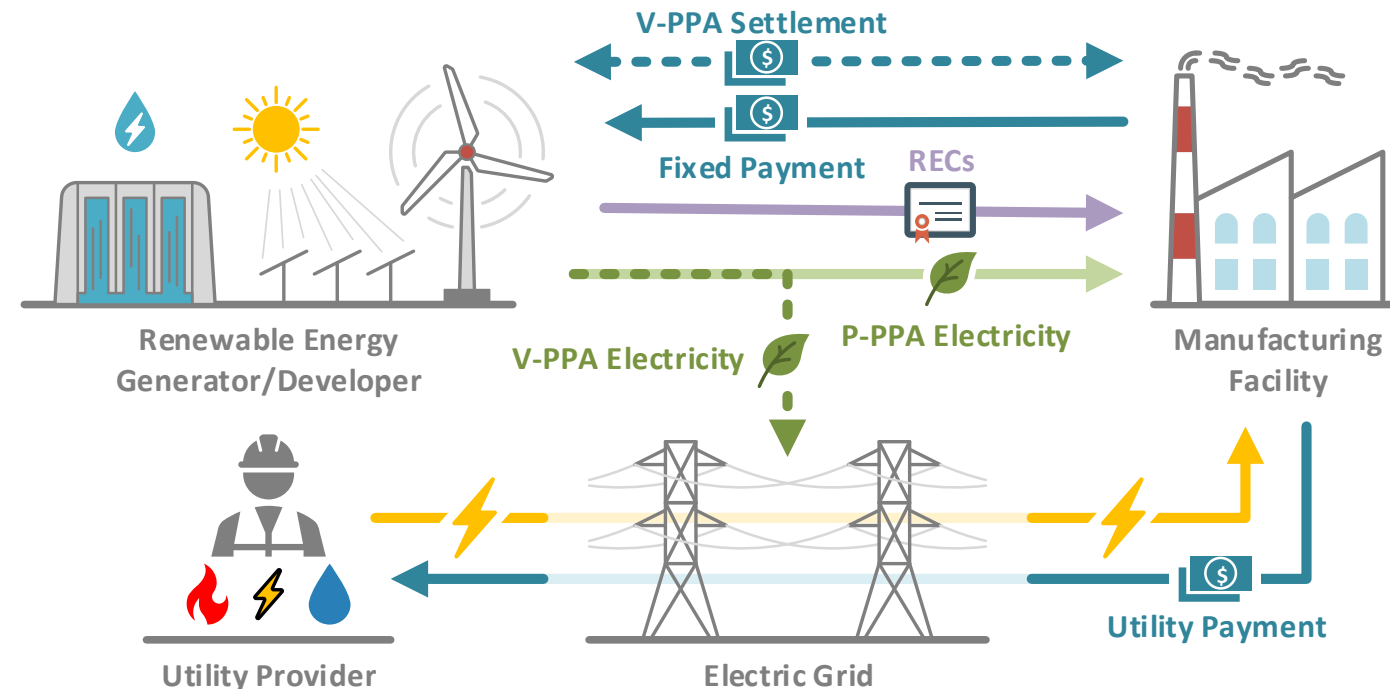 V-PPA Settlement
$
$
Fixed Payment
RECs
P-PPA Electricity
V-PPA Electricity
Renewable Energy
Generator/Developer
Manufacturing
Facility
$
Utility Payment
Utility Provider
Electric Grid